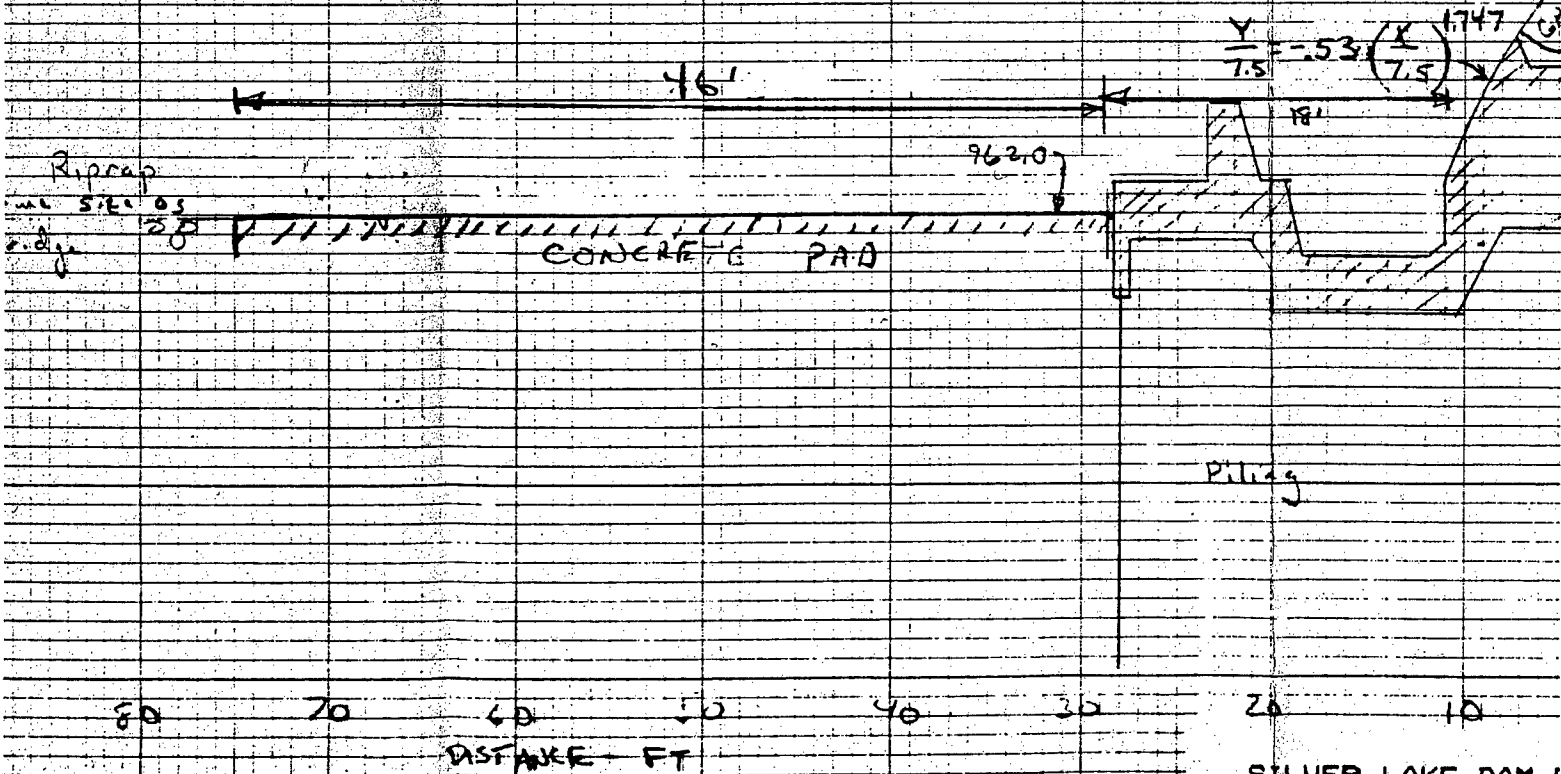 Y/7.5 = -.53 (X/7.5)^1.747
46'
18'
962.0
Riprap
CONCRETE PAD
Piling
80 70 60 50 40 30 20 10
DISTANCE - FT
SILVER LAKE DAM